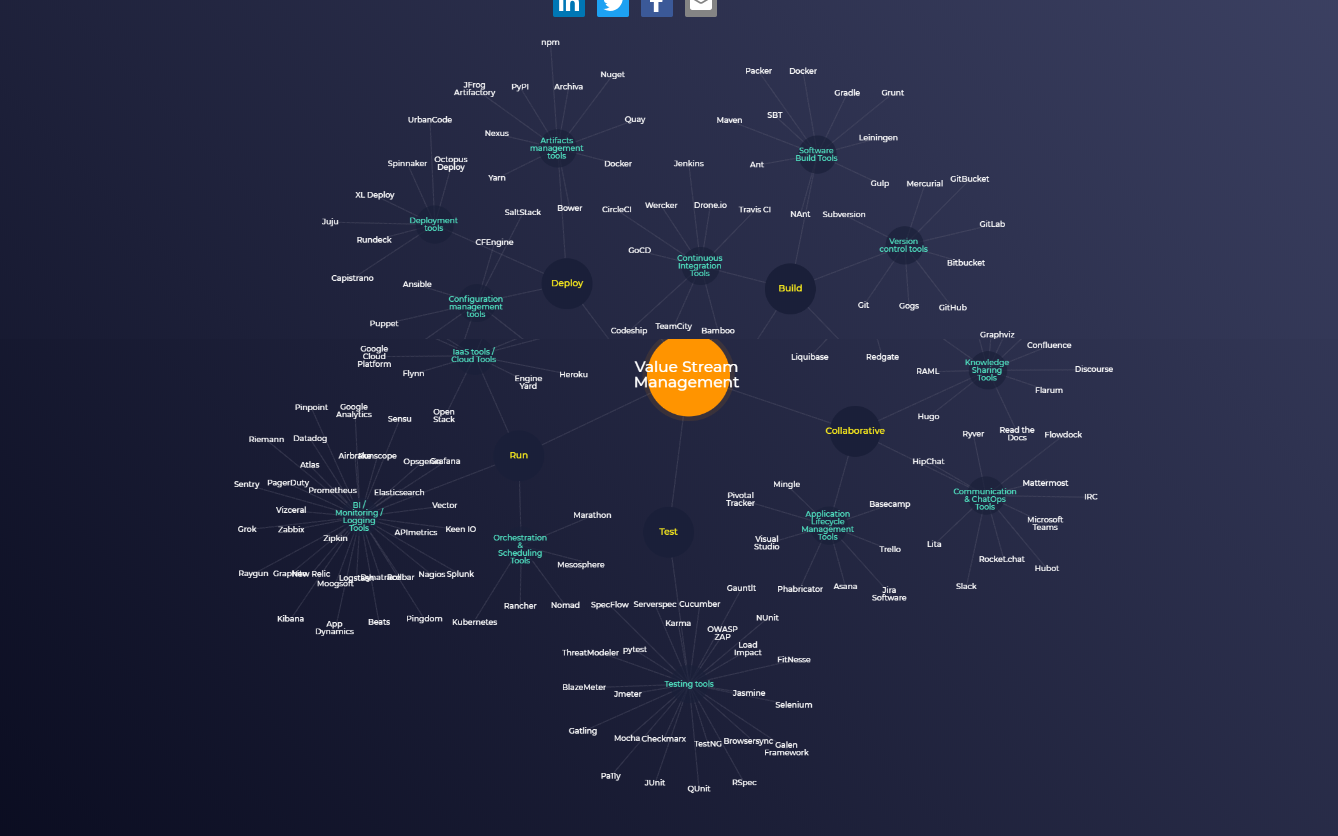 npm
Nuget
JFrog
Artifactory
PyPI
Archiva
UrbanCode
Quay
Nexus
Artifacts
management
tools
Spinnaker
Octopus
Deploy
Docker
Yarn
XL Deploy
SaltStack
Bower
Juju
Deployment
tools
Rundeck
CFEngine
Capistrano
Ansible
Deploy
Configuration
management
tools
Puppet
Packer
Docker
Gradle
Grunt
Maven
SBT
Leiningen
Software
Build Tools
Jenkins
Ant
Gulp
Mercurial
GitBucket
CircleCI
Wercker
Drone.io
Travis CI
NAnt
Subversion
GitLab
GoCD
Continuous
Integration
Tools
Version
control tools
Bitbucket
Build
Git
Gogs
GitHub
Codeship
TeamCity
Bamboo
Google
Cloud
Platform
IaaS tools /
Cloud Tools
Flynn
Engine
Yard
Heroku
Open
Stack
Value Stream
Management
Liquibase
Redgate
Graphviz
Confluence
Knowledge
Sharing
Tools
RAML
Discourse
Flarum
Hugo
Read the
Docs
Collaborative
Ryver
Flowdock
HipChat
Mattermost
Communication
& ChatOps
Tools
IRC
Microsoft
Teams
Lita
Rocket.chat
Hubot
Slack
Pinpoint
Google
Analytics
Sensu
Riemann
Datadog
Airbrake
Atlas
Opsgenie
Grafana
Sentry
PagerDuty
Prometheus
Elasticsearch
Vizceral
BI /
Monitoring /
Logging
Tools
Vector
Grok
Zabbix
Zipkin
APImetrics
Keen IO
Raygun
Graphite
New Relic
Moogsoft
Logstash
Dynatrace
Rollbar
Nagios
Splunk
Kibana
App
Dynamics
Beats
Pingdom
Kubernetes
Run
Marathon
Orchestration
&
Scheduling
Tools
Mesosphere
Rancher
Nomad
Test
Mingle
Pivotal
Tracker
Basecamp
Application
Lifecycle
Management
Tools
Visual
Studio
Trello
Phabricator
Asana
Jira
Software
GauntIt
SpecFlow
Serverspec
Cucumber
Karma
NUnit
OWASP
ZAP
Load
Impact
ThreatModeler
pytest
FitNesse
Testing tools
BlazeMeter
Jmeter
Jasmine
Selenium
Gatling
Mocha
Checkmarx
TestNG
Browsersync
Galen
Framework
Pa11y
JUnit
QUnit
RSpec